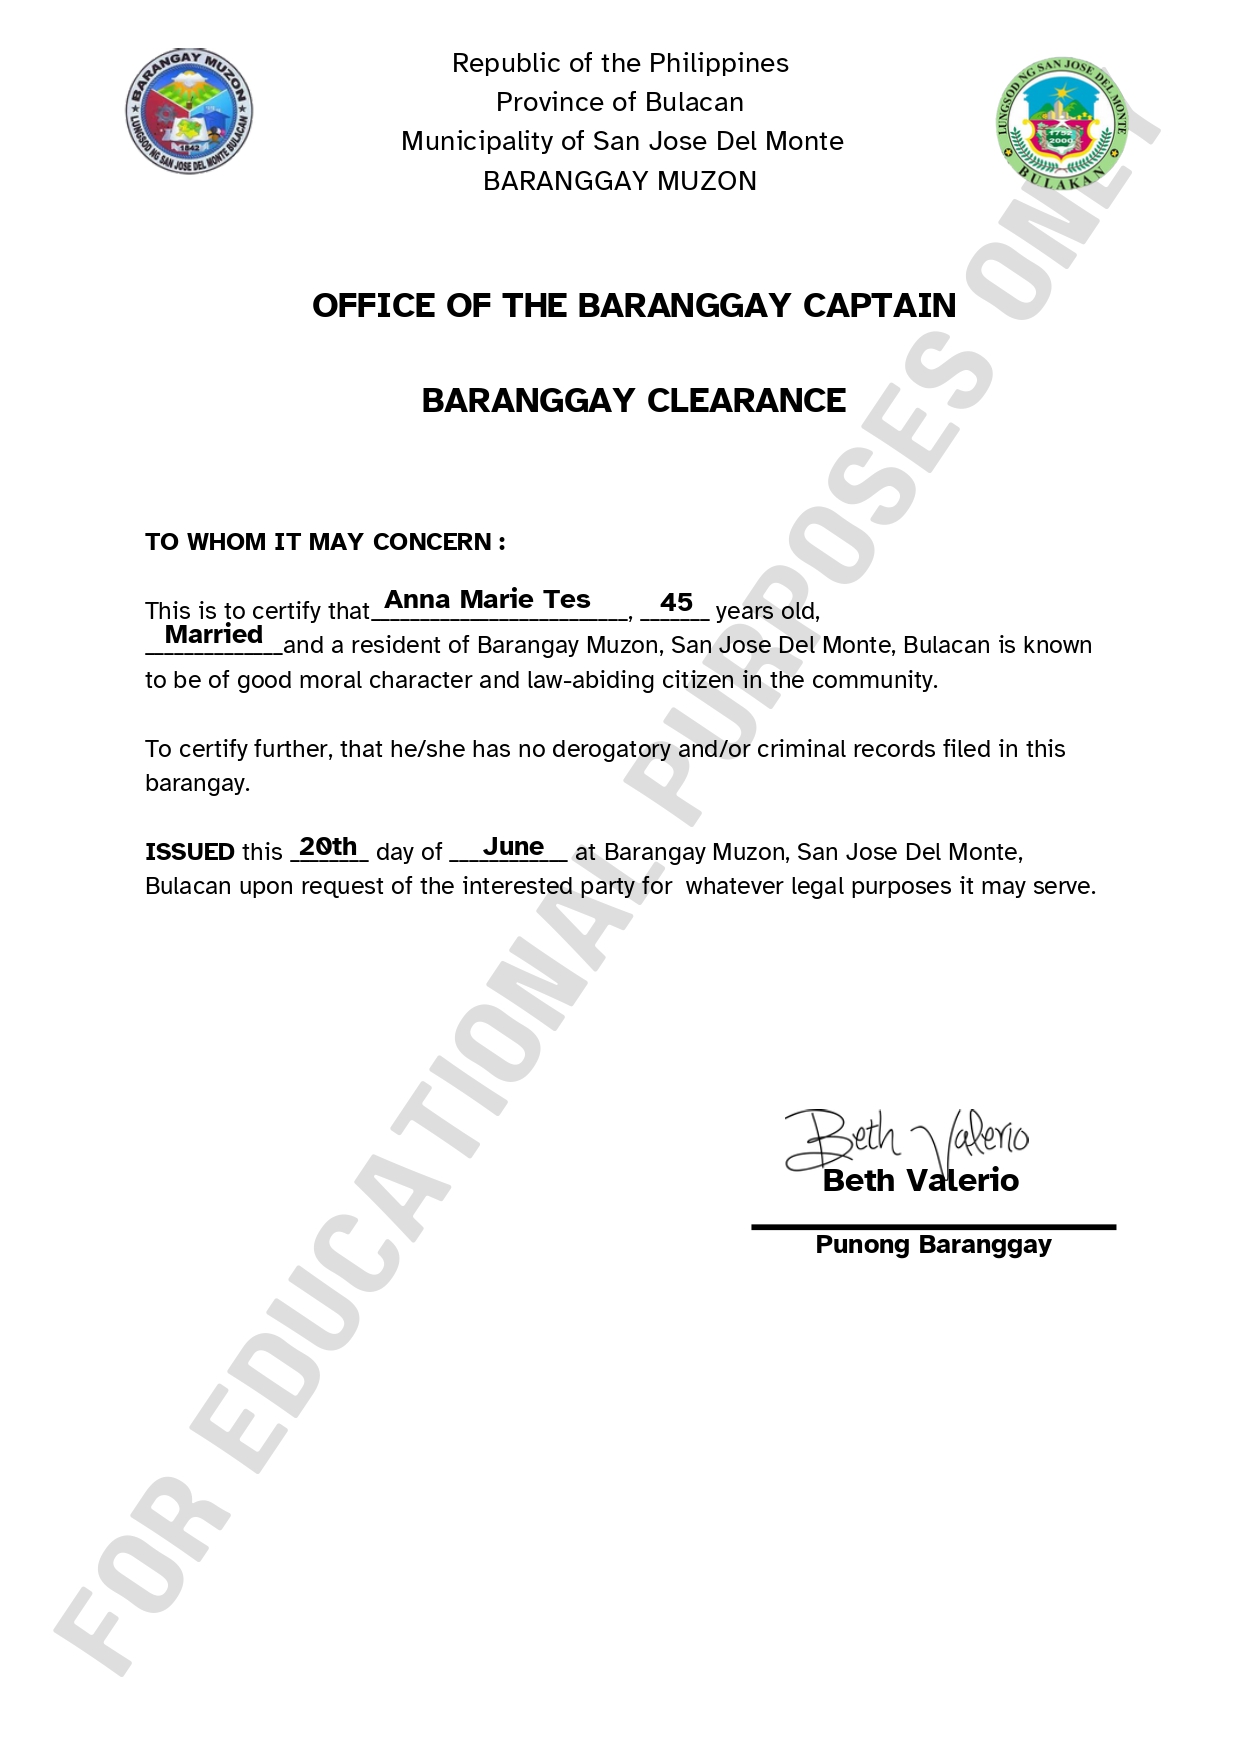 BARANGAY MUZON
LUNGSOD NG SAN JOSE DEL MONTE BULACAN
1842
Republic of the Philippines
Province of Bulacan
Municipality of San Jose Del Monte
BARANGGAY MUZON
LUNGSOD NG SAN JOSE DEL MONTE
2000
BULAKAN
OFFICE OF THE BARANGGAY CAPTAIN
BARANGGAY CLEARANCE
TO WHOM IT MAY CONCERN :
This is to certify that Anna Marie Tes, 45 years old,
Married and a resident of Barangay Muzon, San Jose Del Monte, Bulacan is known
to be of good moral character and law-abiding citizen in the community.
To certify further, that he/she has no derogatory and/or criminal records filed in this
barangay.
ISSUED this 20th day of June at Barangay Muzon, San Jose Del Monte,
Bulacan upon request of the interested party for whatever legal purposes it may serve.
Beth Valerio
Beth Valerio
Punong Baranggay
FOR EDUCATIONAL PURPOSES ONLY